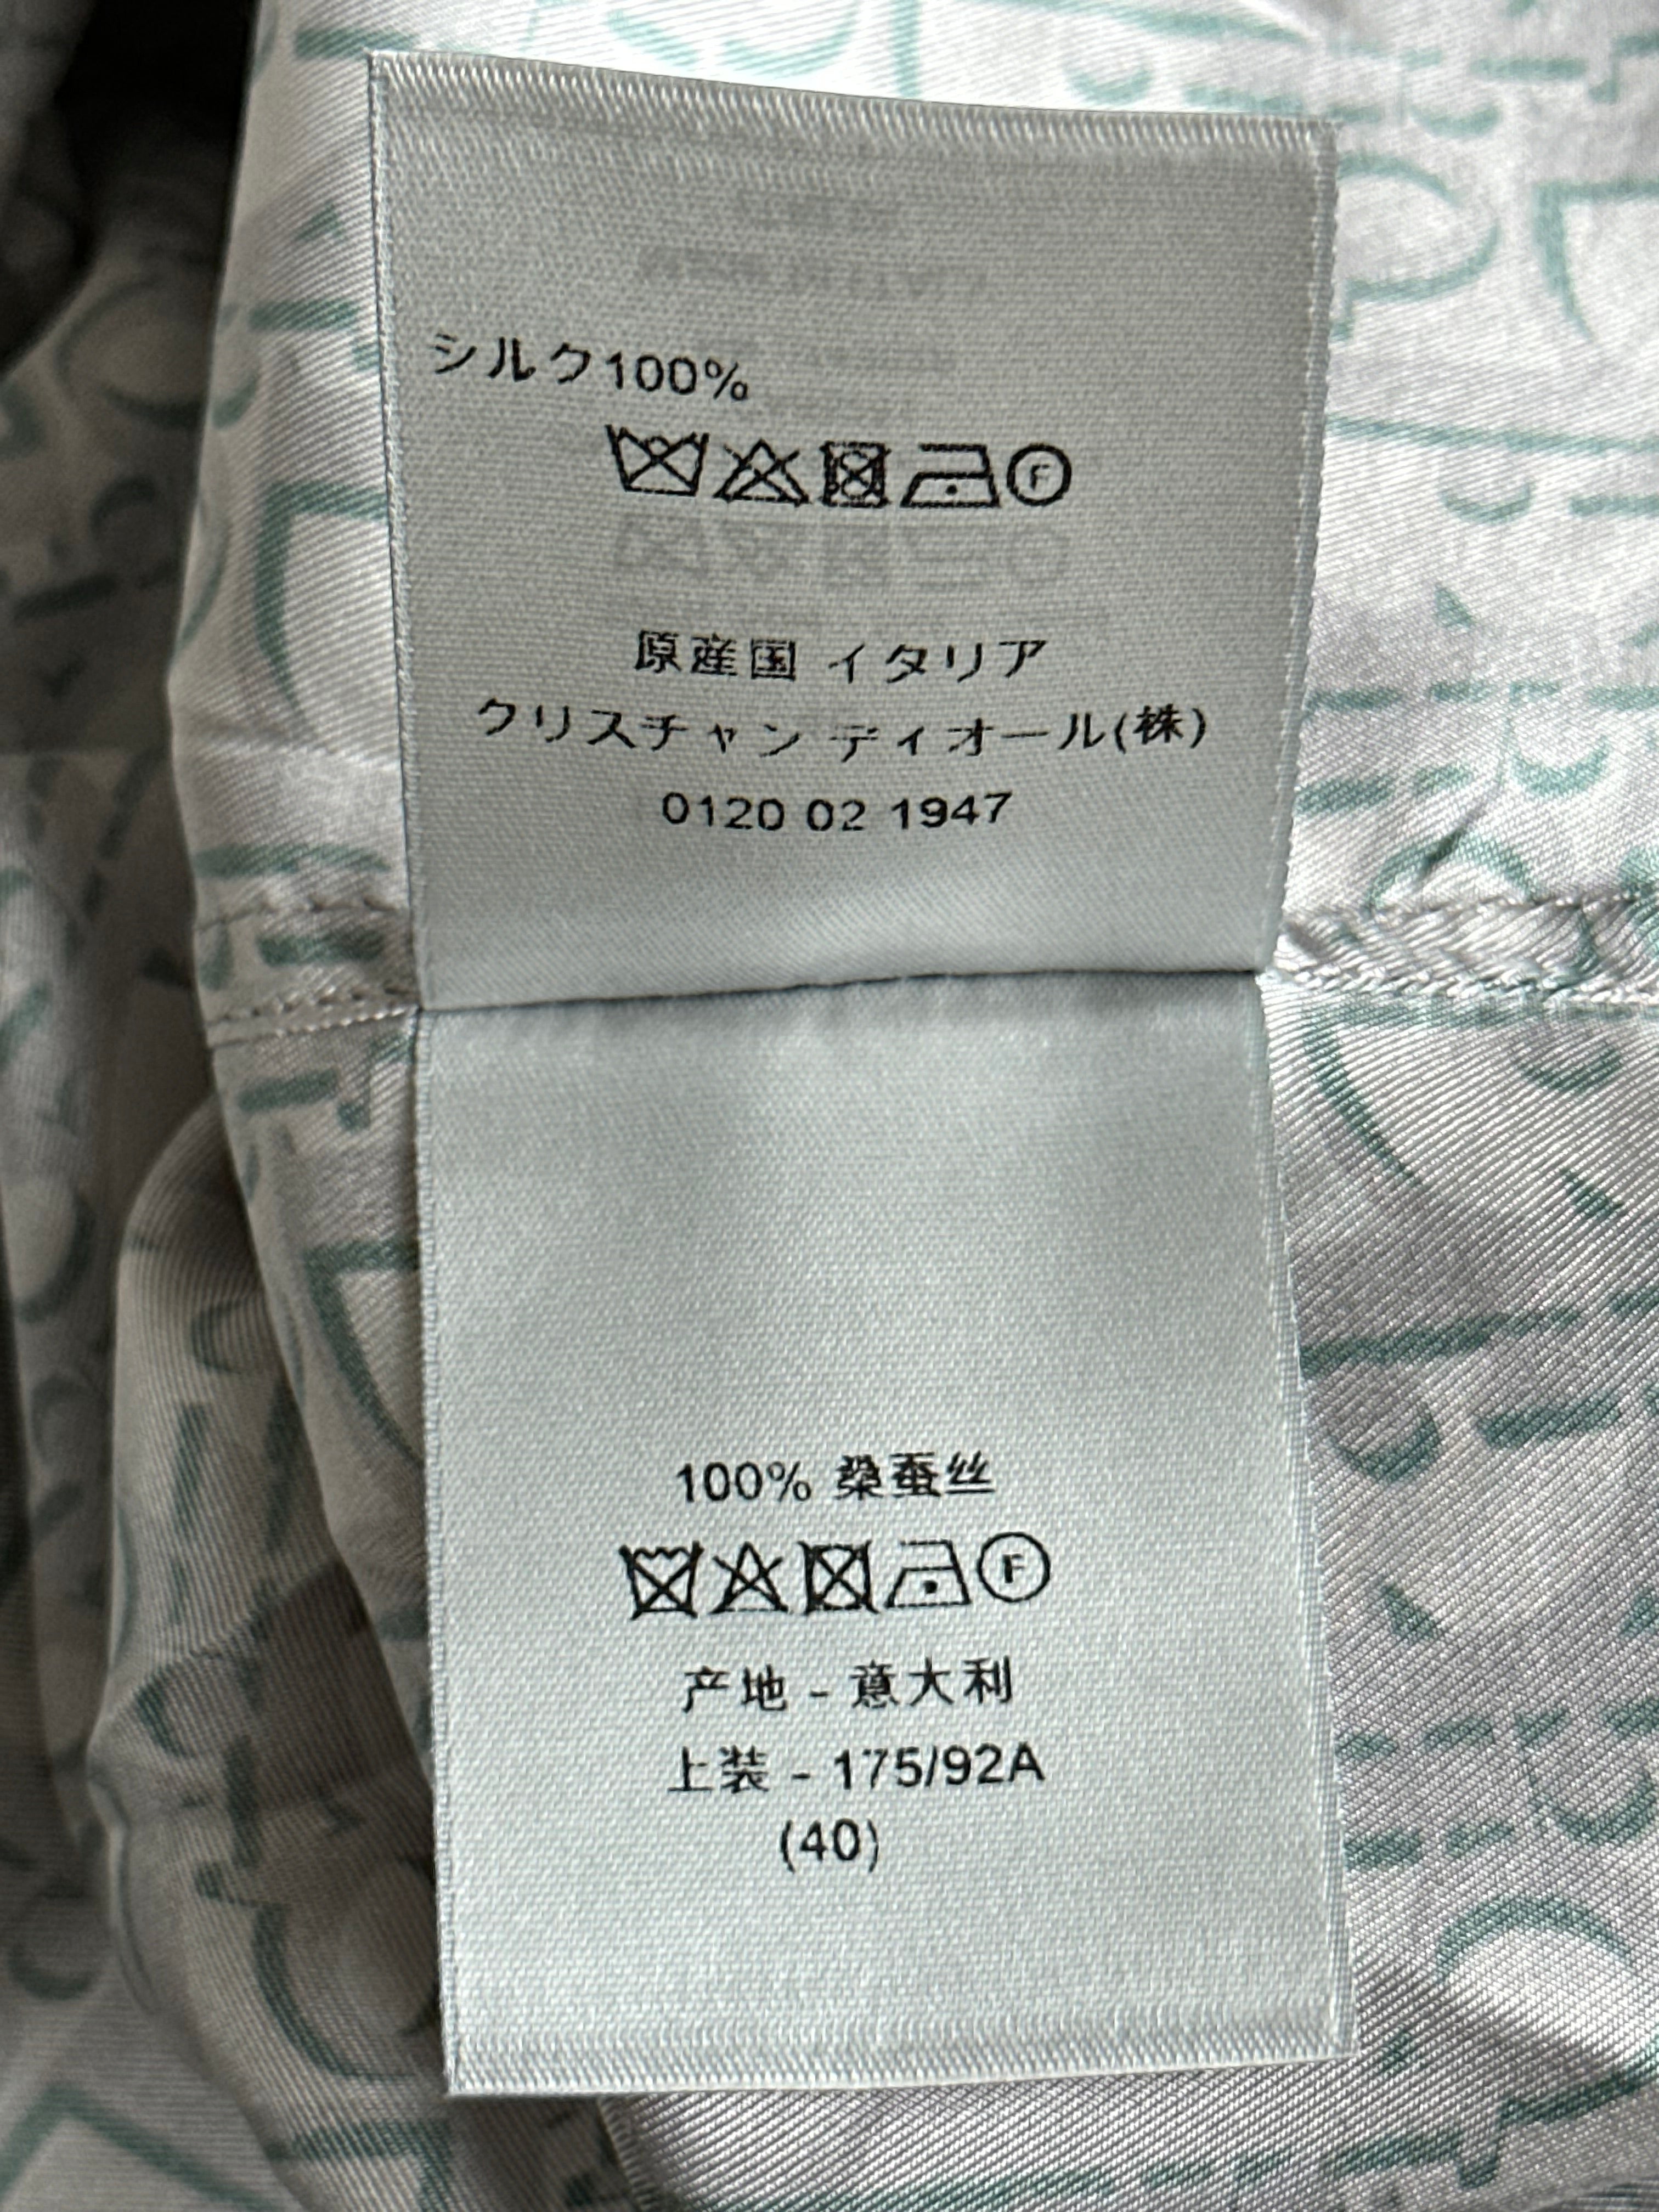 シルク100%
F
原産国 イタリア
クリスチャン ディオール(株)
0120 02 1947
100% 桑蚕丝
F
产地 - 意大利
上装 - 175/92A
(40)